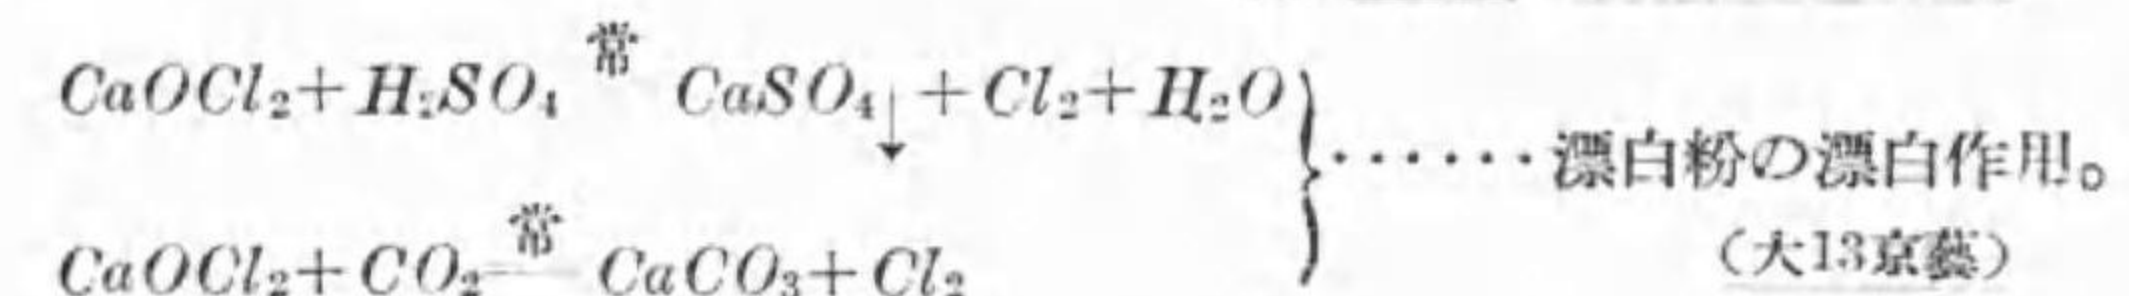 常
CaOCl₂+H₂SO₄ CaSO₄↓+Cl₂+H₂O
……漂白粉の漂白作用。
常
CaOCl₂+CO₂ CaCO₃+Cl₂
(大13京藝)